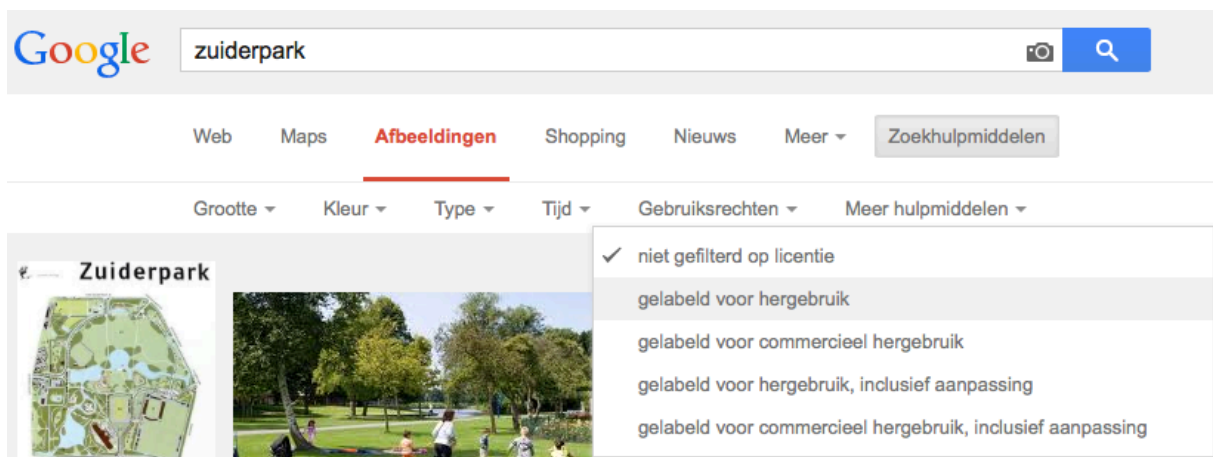 Google zuiderpark
Web Maps Afbeeldingen Shopping Nieuws Meer Zoekhulpmiddelen
Grootte Kleur Type Tijd Gebruiksrechten Meer hulpmiddelen
niet gefilterd op licentie
gelabeld voor hergebruik
gelabeld voor commercieel hergebruik
gelabeld voor hergebruik, inclusief aanpassing
gelabeld voor commercieel hergebruik, inclusief aanpassing
Zuiderpark